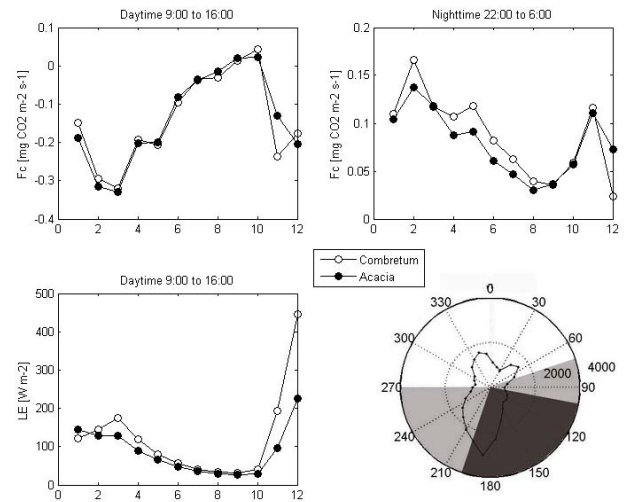 Daytime 9:00 to 16:00
Fc [mg CO2 m-2 s-1]
0.1
0
-0.1
-0.2
-0.3
-0.4
0 2 4 6 8 10 12
Nighttime 22:00 to 6:00
Fc [mg CO2 m-2 s-1]
0.2
0.15
0.1
0.05
0
0 2 4 6 8 10 12
Combretum
Acacia
Daytime 9:00 to 16:00
LE [W m-2]
500
400
300
200
100
0
0 2 4 6 8 10 12
0
30
60
90
120
150
180
210
240
270
300
330
2000
4000